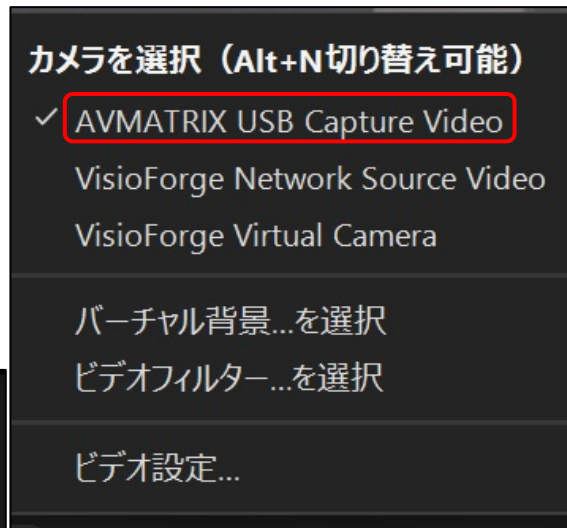 カメラを選択（Alt+N切り替え可能）
AVMATRIX USB Capture Video
VisioForge Network Source Video
VisioForge Virtual Camera
バーチャル背景...を選択
ビデオフィルター...を選択
ビデオ設定...